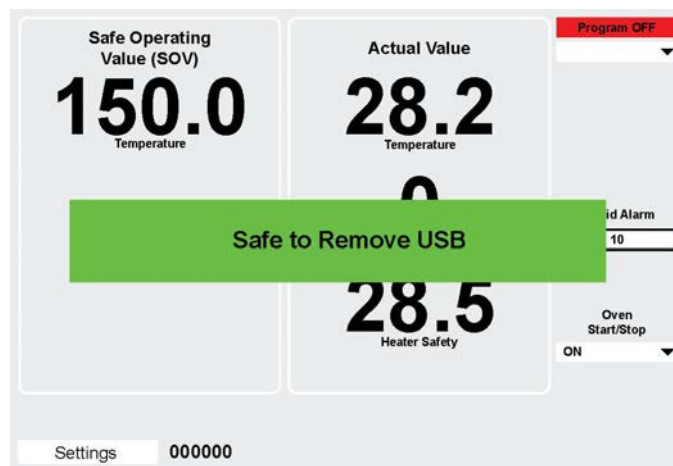 Safe Operating
Value (SOV)
150.0
Temperature
Actual Value
28.2
Temperature
Safe to Remove USB
28.5
Heater Safety
Program OFF
Alarm
10
Oven
Start/Stop
ON
Settings
000000